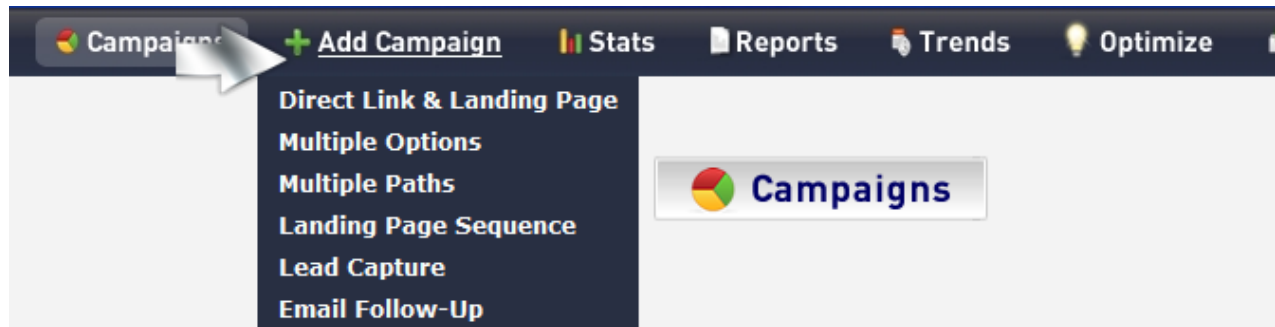 Campaigns Add Campaign Stats Reports Trends Optimize
Direct Link & Landing Page
Multiple Options
Multiple Paths
Campaigns
Landing Page Sequence
Lead Capture
Email Follow-Up